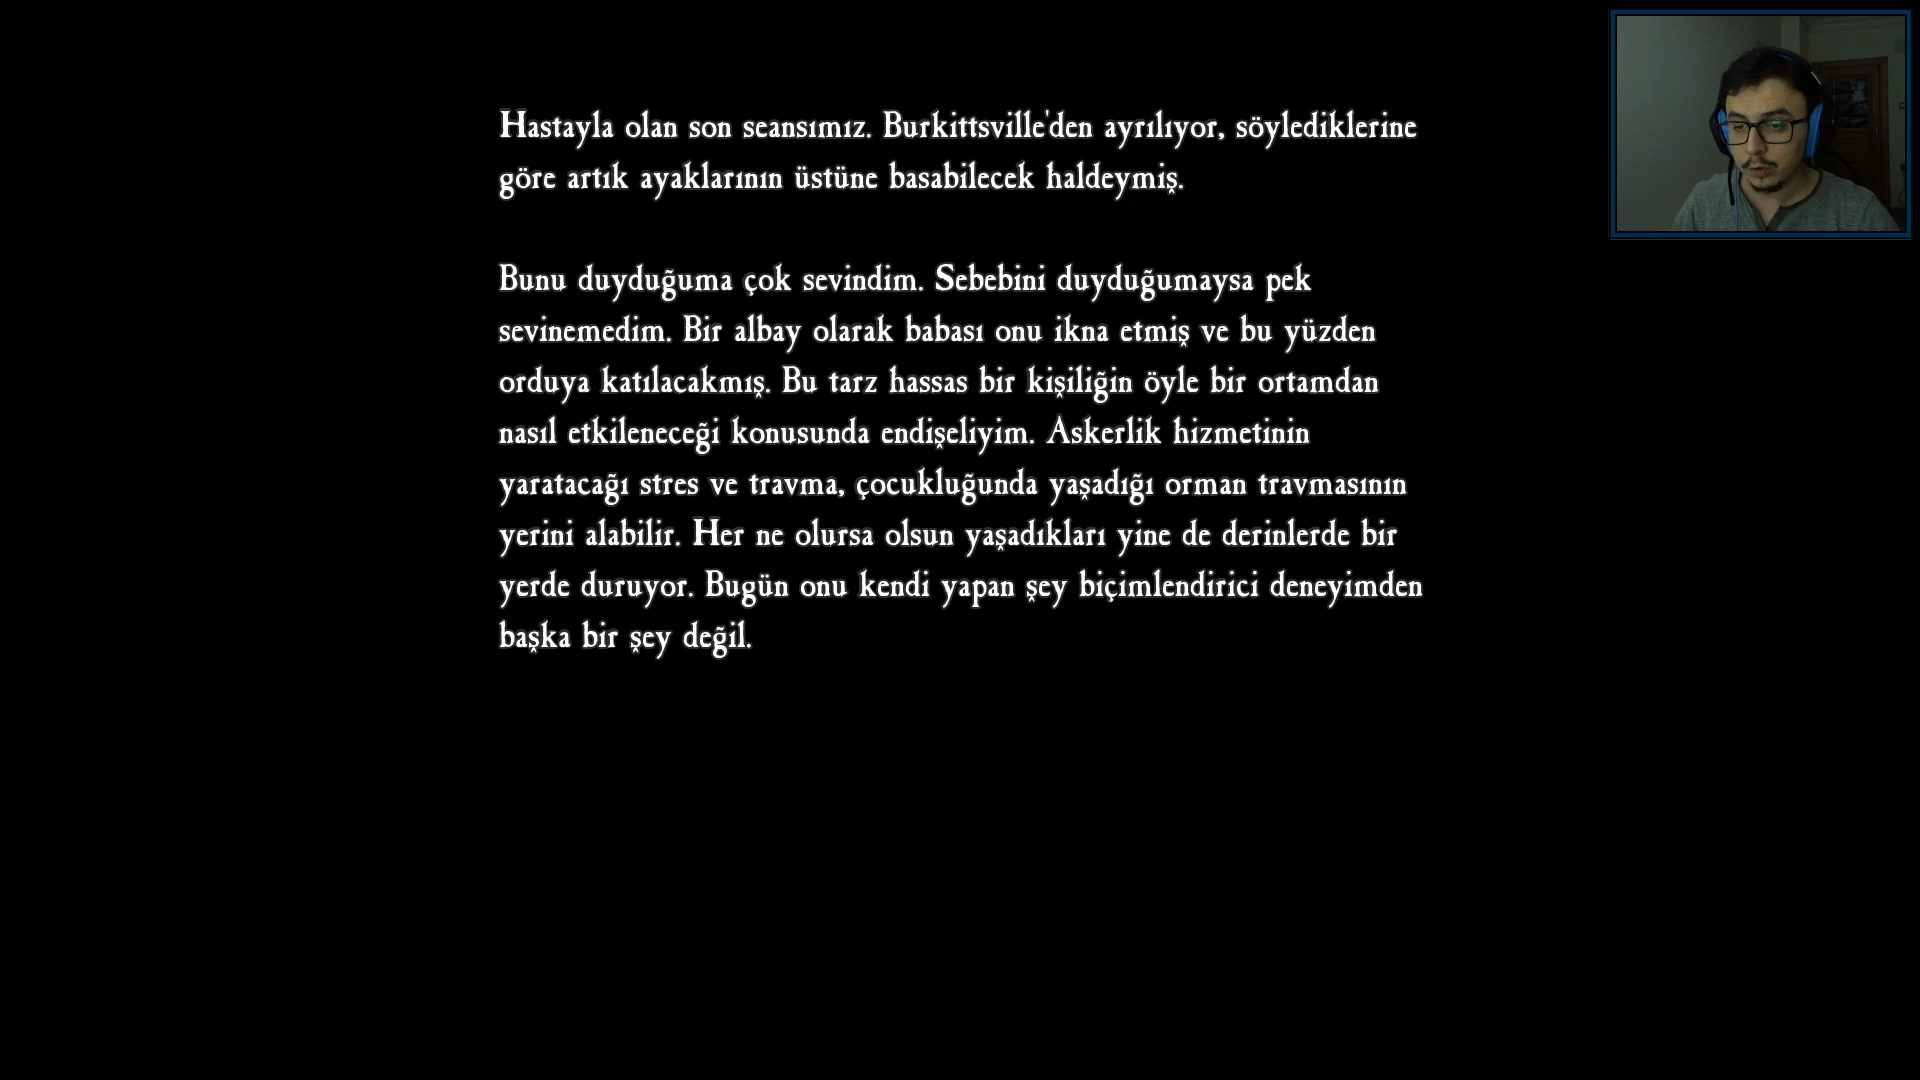 Hastayla olan son seansımız. Burkittsville'den ayrılıyor, söylediklerine
göre artık ayaklarının üstüne basabilecek haldeymiş.
Bunu duyduğuma çok sevindim. Sebebini duyduğumaysa pek
sevinemedim. Bir albay olarak babası onu ikna etmiş ve bu yüzden
orduya katılacakmış. Bu tarz hassas bir kişiliğin öyle bir ortamdan
nasıl etkileneceği konusunda endişeliyim. Askerlik hizmetinin
yaratacağı stres ve travma, çocukluğunda yaşadığı orman travmasının
yerini alabilir. Her ne olursa olsun yaşadıkları yine de derinlerde bir
yerde duruyor. Bugün onu kendi yapan şey biçimlendirici deneyimden
başka bir şey değil.